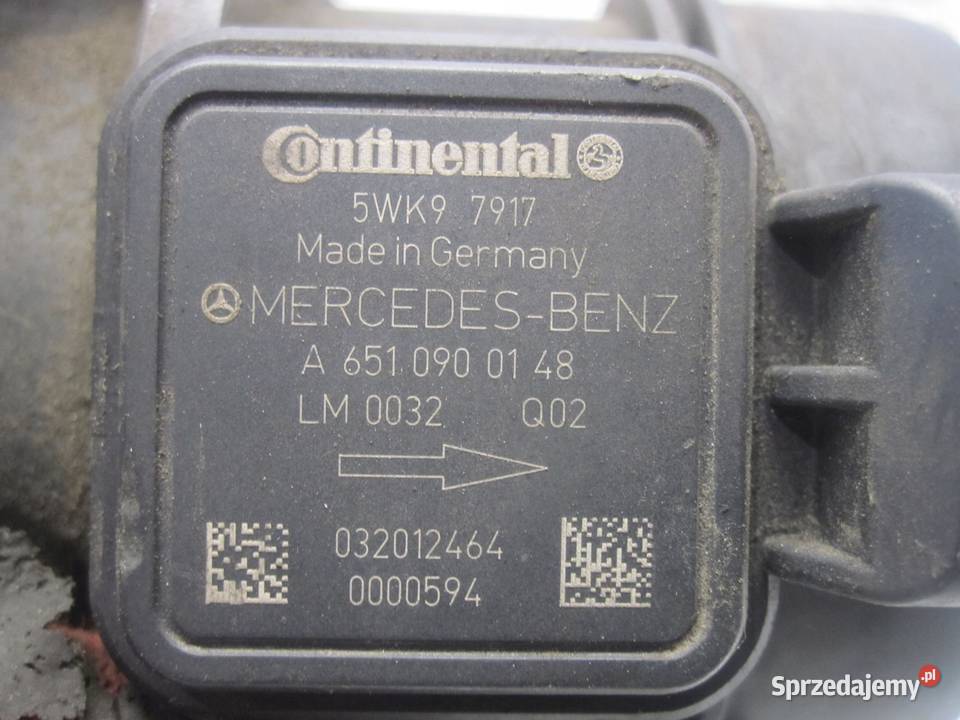 Continental
5WK9 7917
Made in Germany
MERCEDES-BENZ
A 651 090 01 48
LM 0032 Q02
032012464
0000594
Sprzedajemy.pl